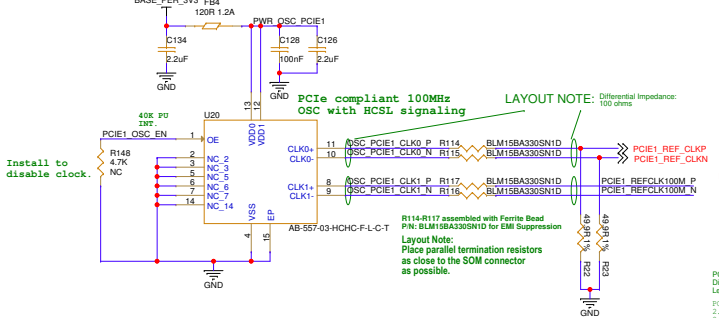 BASE_PER_3V3
FB4
120R 1.2A
PWR_OSC_PCIE1
C134
2.2uF
C128
100nF
C126
2.2uF
GND
GND
PCIe compliant 100MHz
OSC with HCSL signaling
LAYOUT NOTE:
Differential Impedance:
100 ohms
40K PU
INT.
U20
13
12
VDD0
VDD1
PCIE1_OSC_EN
1
OE
Install to
disable clock.
R148
4.7K
NC
2
NC_2
3
NC_3
5
NC_5
6
NC_6
7
NC_7
14
NC_14
CLK0+
11
OSC_PCIE1_CLK0_P
R114
BLM15BA330SN1D
PCIE1_REF_CLKP
CLK0-
10
OSC_PCIE1_CLK0_N
R115
BLM15BA330SN1D
PCIE1_REF_CLKN
CLK1+
8
OSC_PCIE1_CLK1_P
R117
BLM15BA330SN1D
PCIE1_REFCLK100M_P
CLK1-
9
OSC_PCIE1_CLK1_N
R116
BLM15BA330SN1D
PCIE1_REFCLK100M_N
VSS
EP
4
15
AB-557-03-HCHC-F-L-C-T
GND
R114-R117 assembled with Ferrite Bead
P/N: BLM15BA330SN1D for EMI Suppression
Layout Note:
Place parallel termination resistors
as close to the SOM connector
as possible.
49.9R 1%
R22
49.9R 1%
R23
GND